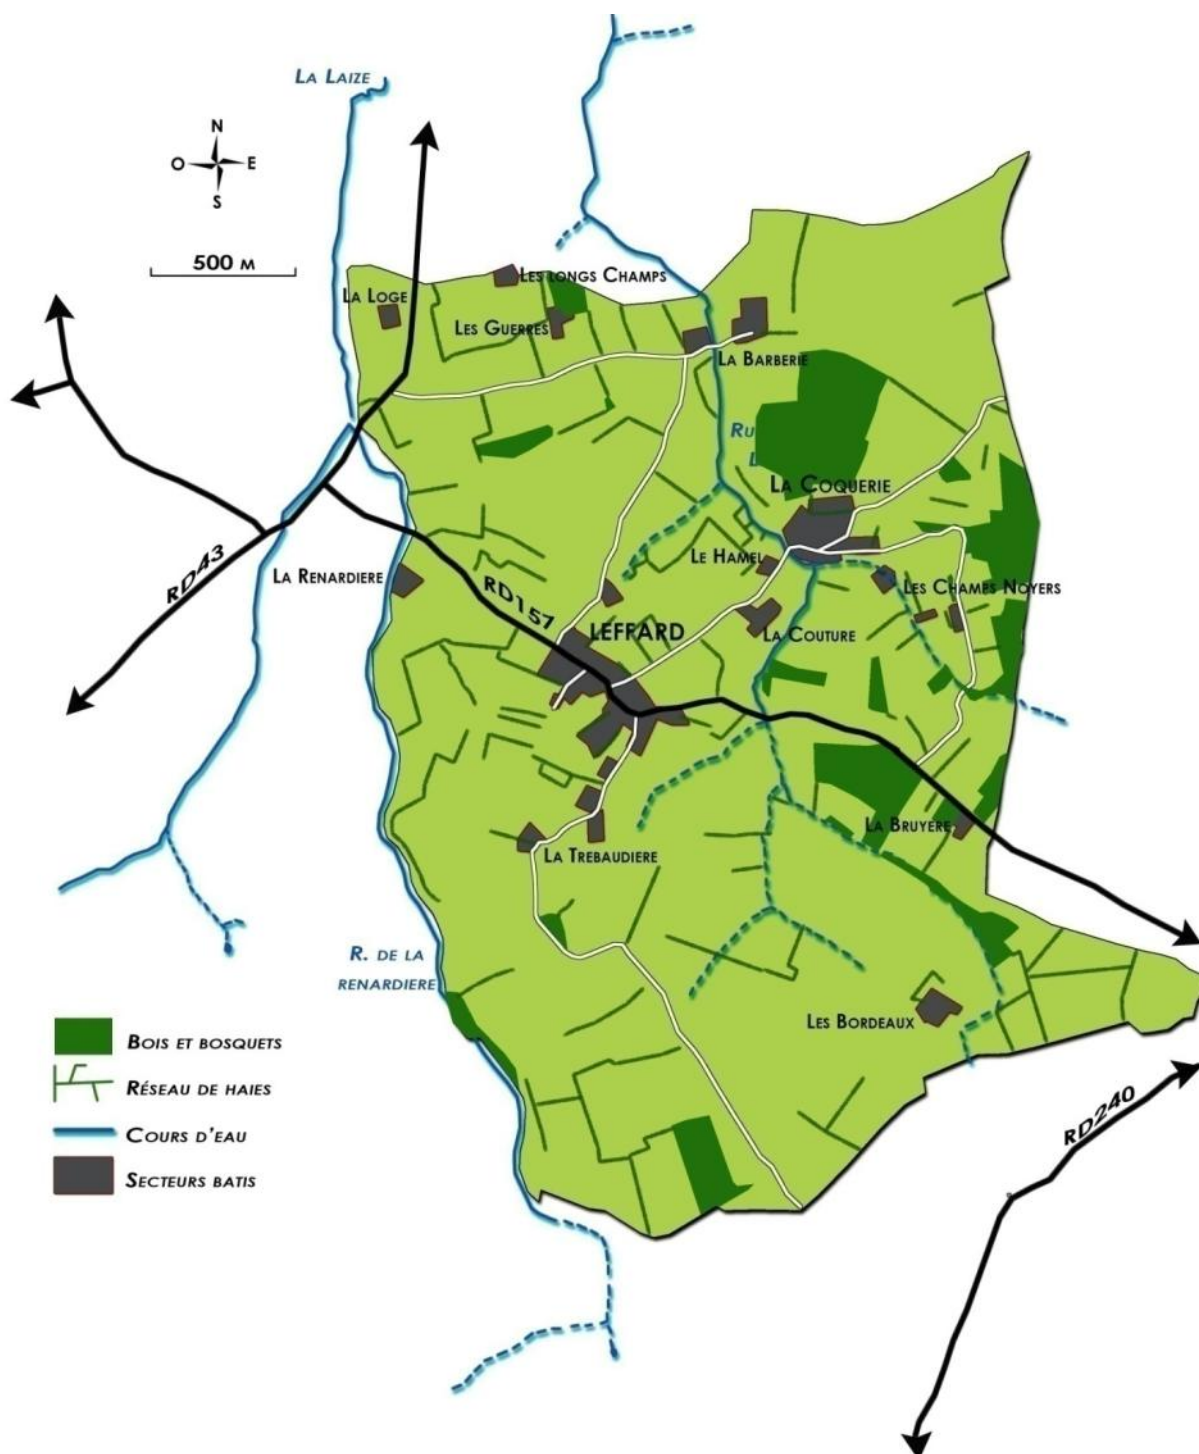 La Laize
N
O
E
S
500 m
Les longs Champs
La Loge
Les Guerres
La Barberie
Ru
L
La Coquerie
RD43
La Renardiere
RD157
Le Hamel
Les Champs Noyers
Leffard
La Couture
La Bruyere
La Trebaudiere
R. de la
Renardiere
Les Bordeaux
Bois et bosquets
Réseau de haies
Cours d'eau
Secteurs batis
RD240